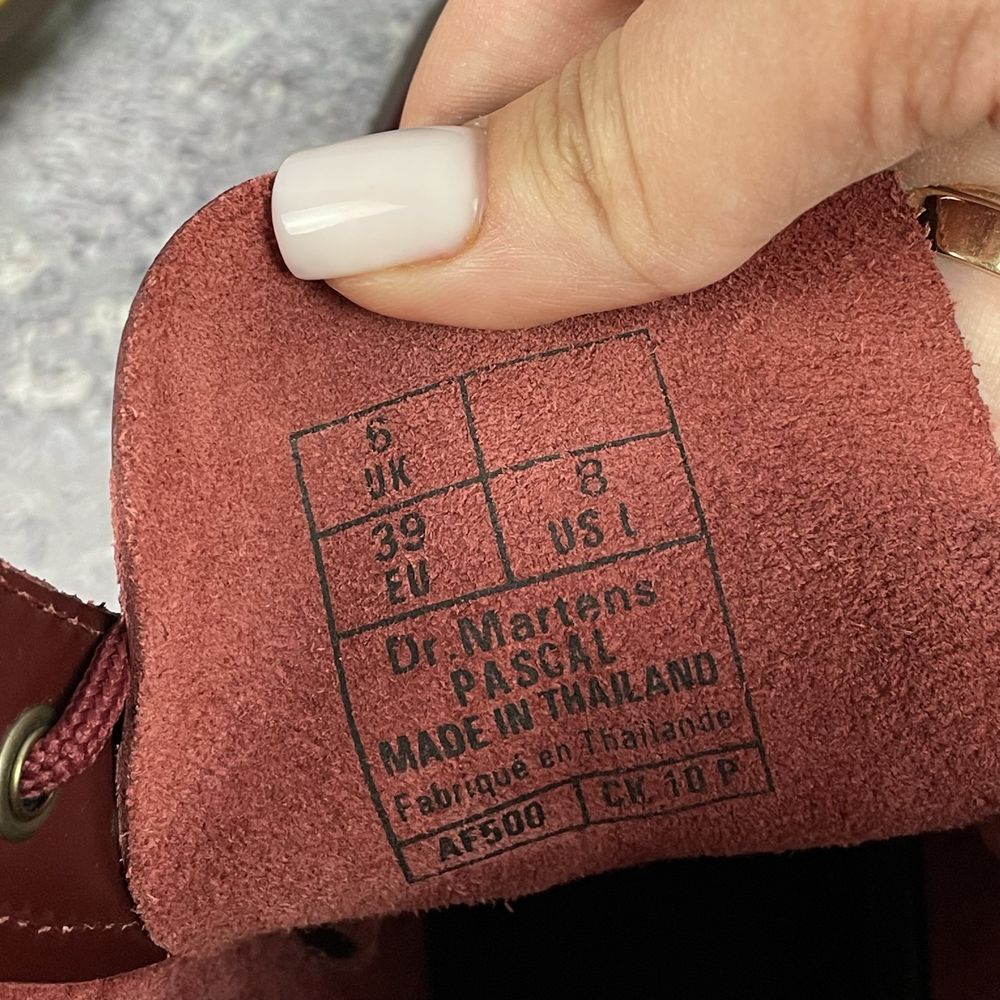 6
UK
39
EU
8
US L
Dr.Martens
PASCAL
MADE IN THAILAND
Fabriqué en Thaïlande
AF500
CK 10 P